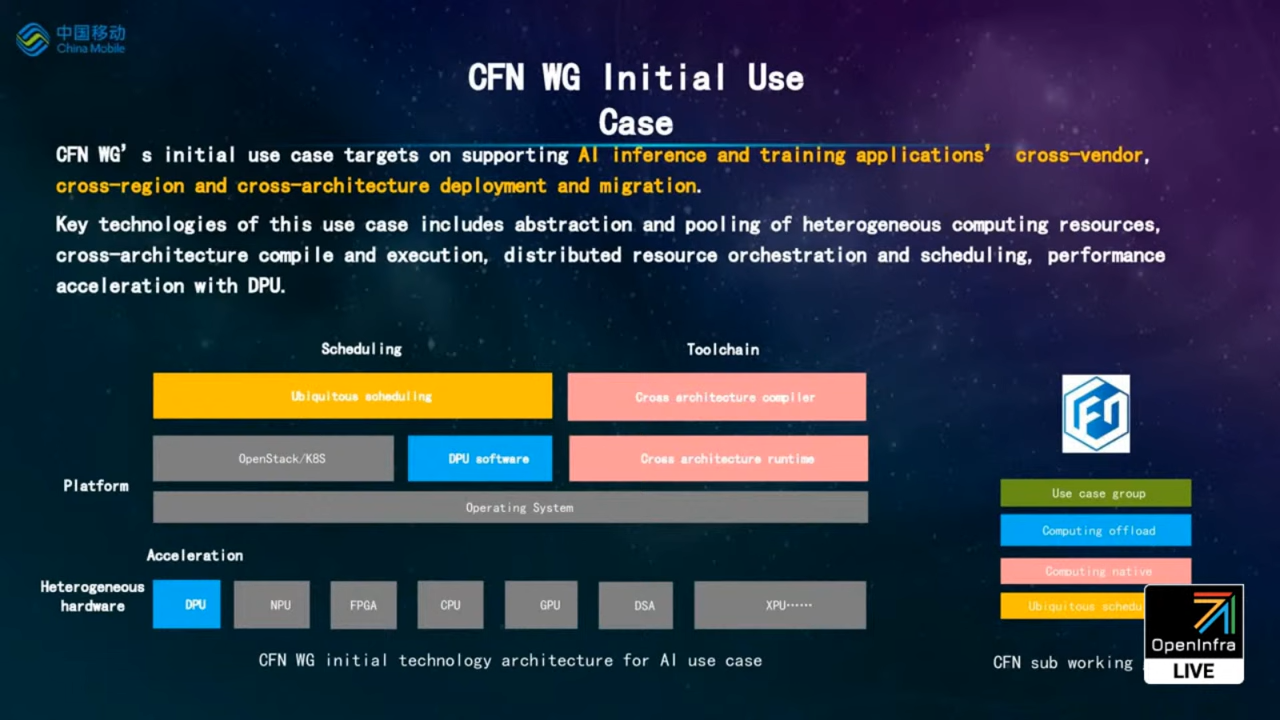 中国移动
China Mobile
CFN WG Initial Use
Case
CFN WG's initial use case targets on supporting AI inference and training applications' cross-vendor,
cross-region and cross-architecture deployment and migration.
Key technologies of this use case includes abstraction and pooling of heterogeneous computing resources,
cross-architecture compile and execution, distributed resource orchestration and scheduling, performance
acceleration with DPU.
Scheduling
Toolchain
Ubiquitous scheduling
Cross architecture compiler
OpenStack/K8S
DPU software
Cross architecture runtime
Platform
Operating System
Acceleration
Heterogeneous
hardware
DPU
NPU
FPGA
CPU
GPU
DSA
XPU……
CFN WG initial technology architecture for AI use case
Use case group
Computing offload
Computing native
Ubiquitous schedu
CFN sub working
OpenInfra
LIVE